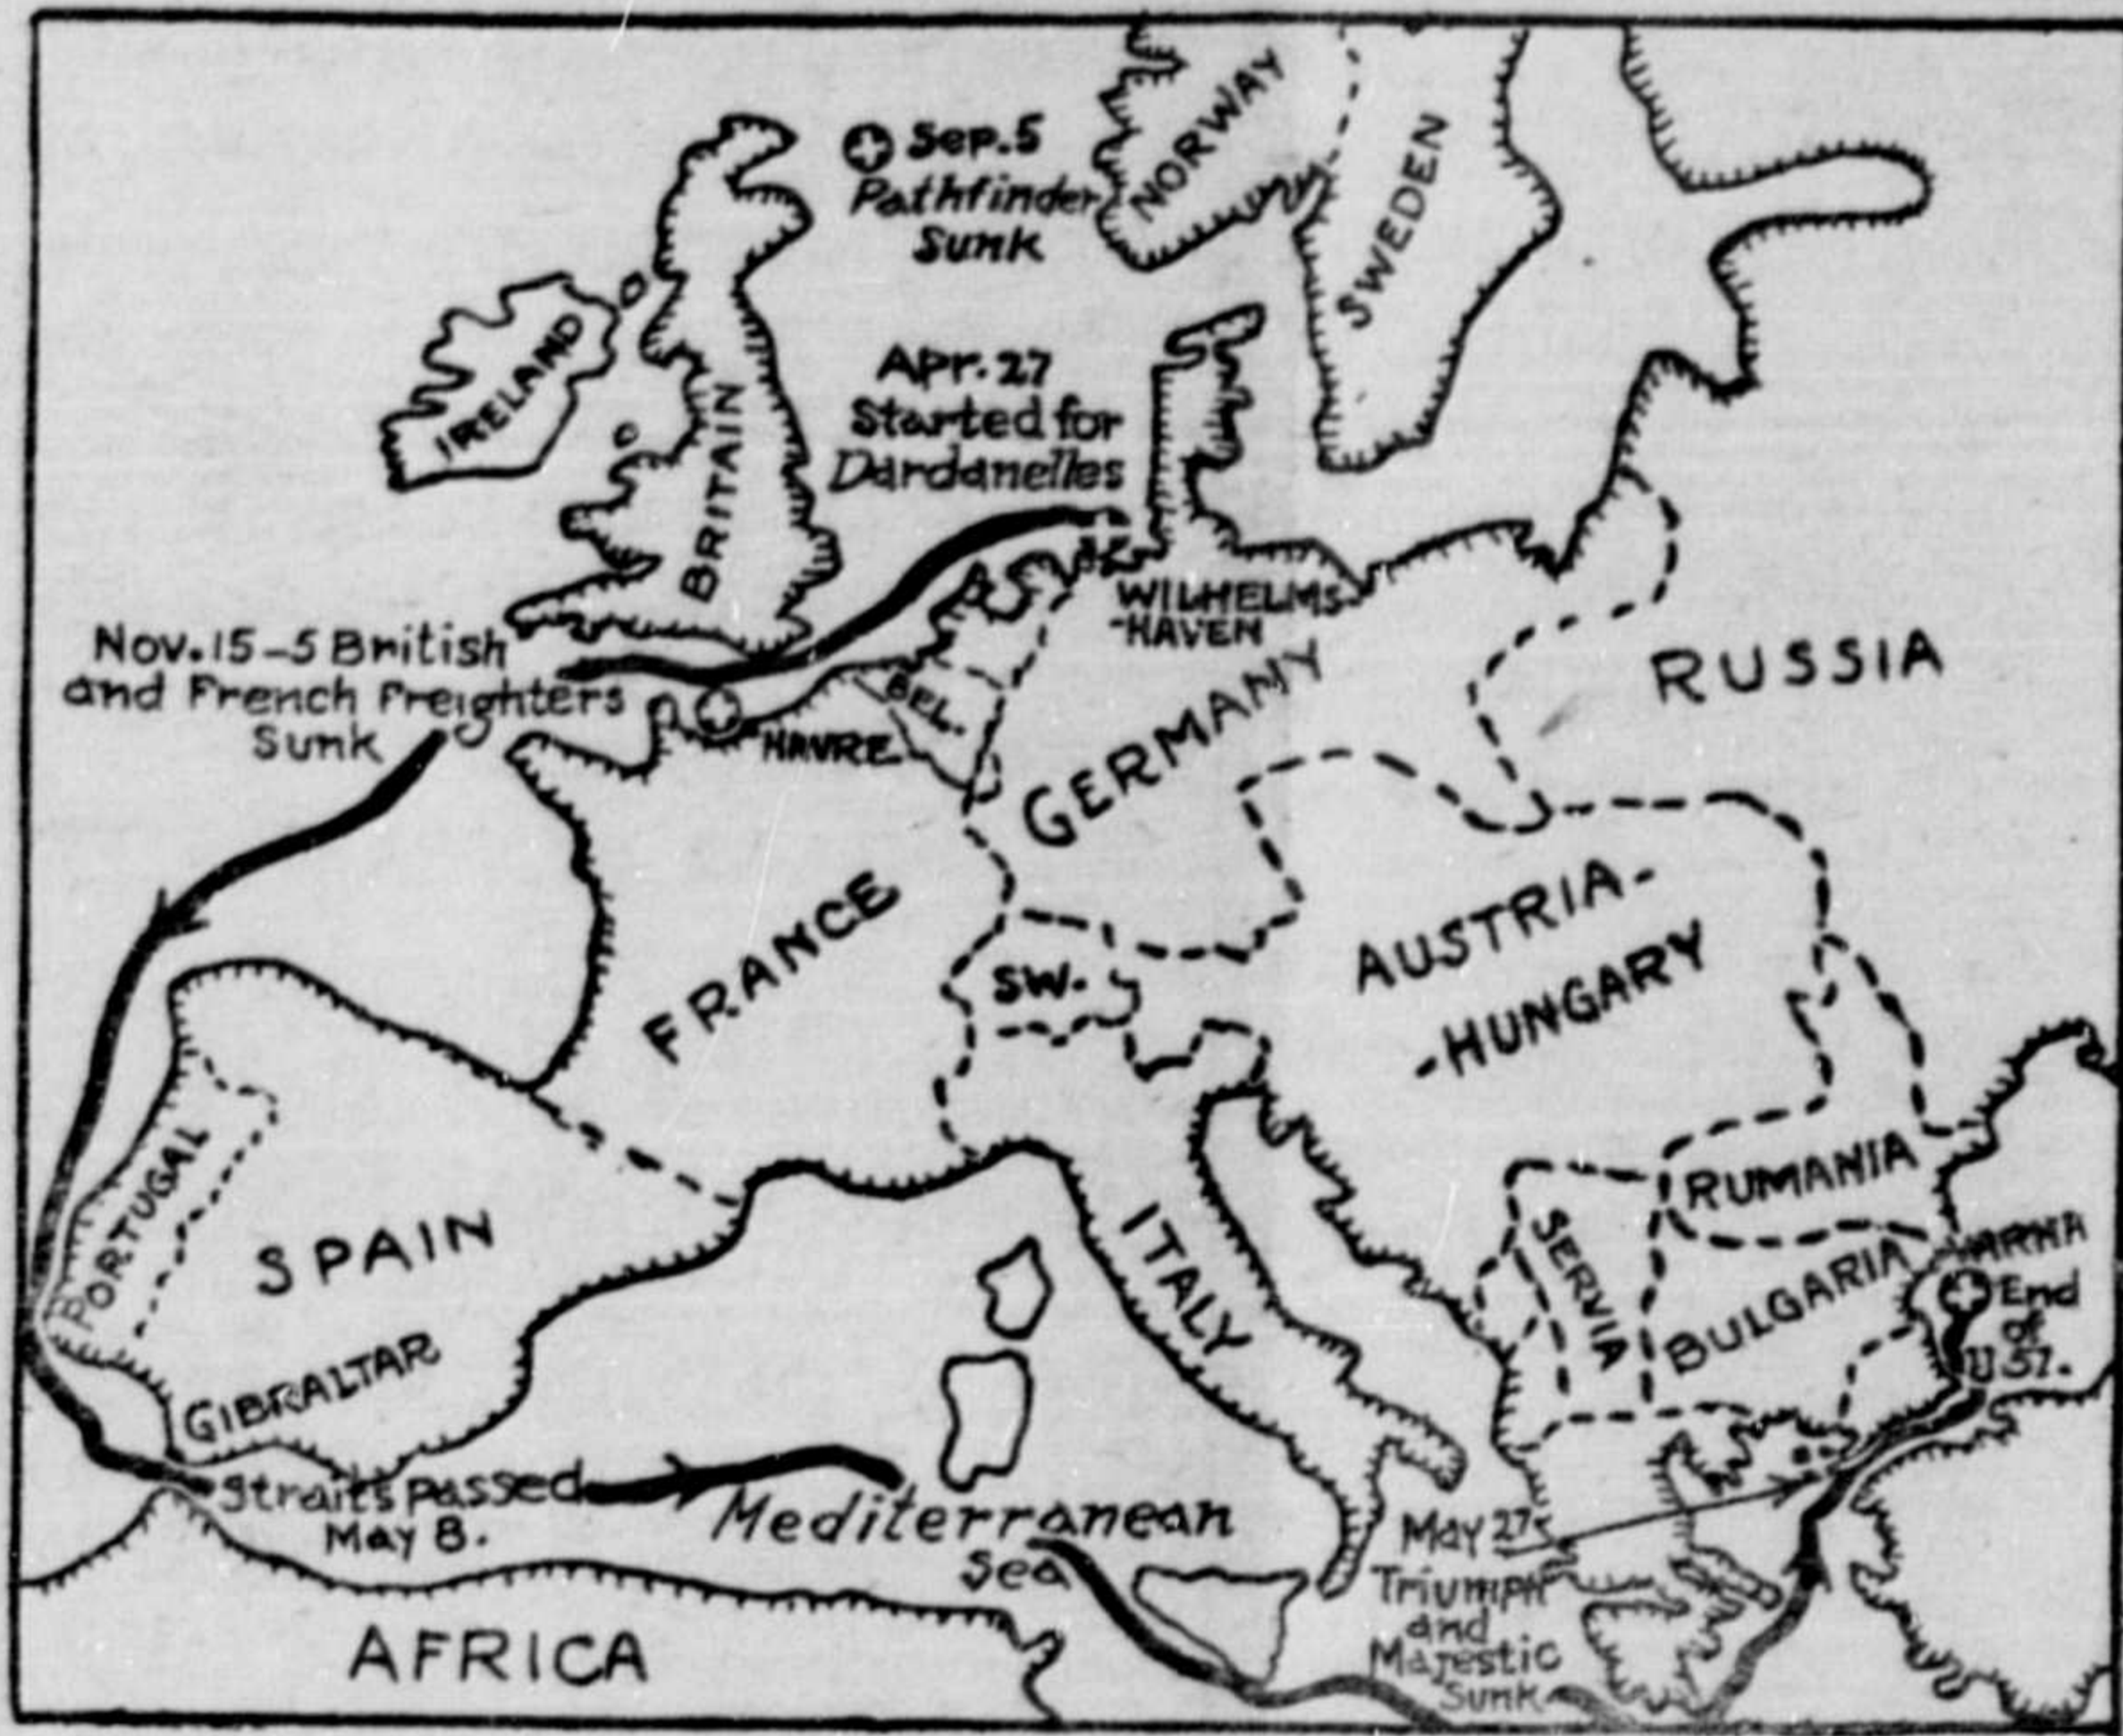 NORWAY
SWEDEN
Sep. 5
Pathfinder
Sunk
IRELAND
BRITAIN
Apr. 27
Started for
Dardanelles
WILHELMS-
-HAVEN
Nov. 15-5 British
and French Freighters
Sunk
BEL.
HAVRE
GERMANY
RUSSIA
FRANCE
SW.
AUSTRIA-
-HUNGARY
PORTUGAL
SPAIN
GIBRALTAR
ITALY
SERVIA
RUMANIA
BULGARIA
VARNA
End
of
U 51.
Straits passed
May 8.
Mediterranean
Sea
May 27
Triumph
and
Majestic
Sunk
AFRICA